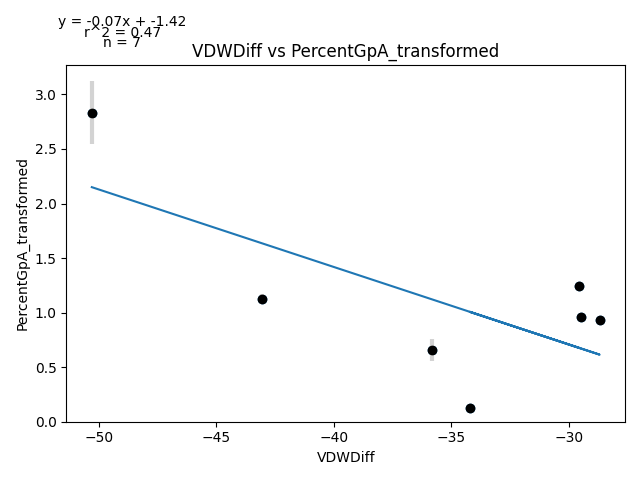 y = -0.07x + -1.42
r^2 = 0.47
n = 7
VDWDiff vs PercentGpA_transformed
PercentGpA_transformed
3.0
2.5
2.0
1.5
1.0
0.5
0.0
−50
−45
−40
−35
−30
VDWDiff